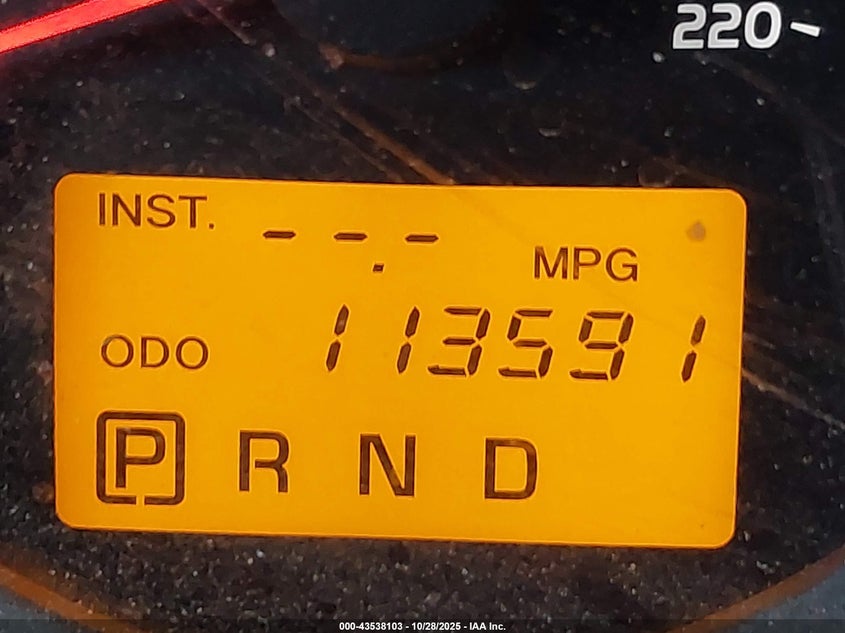 220
INST. --.- MPG
ODO 113591
P R N D
000-43538103 - 10/28/2025 - IAA Inc.